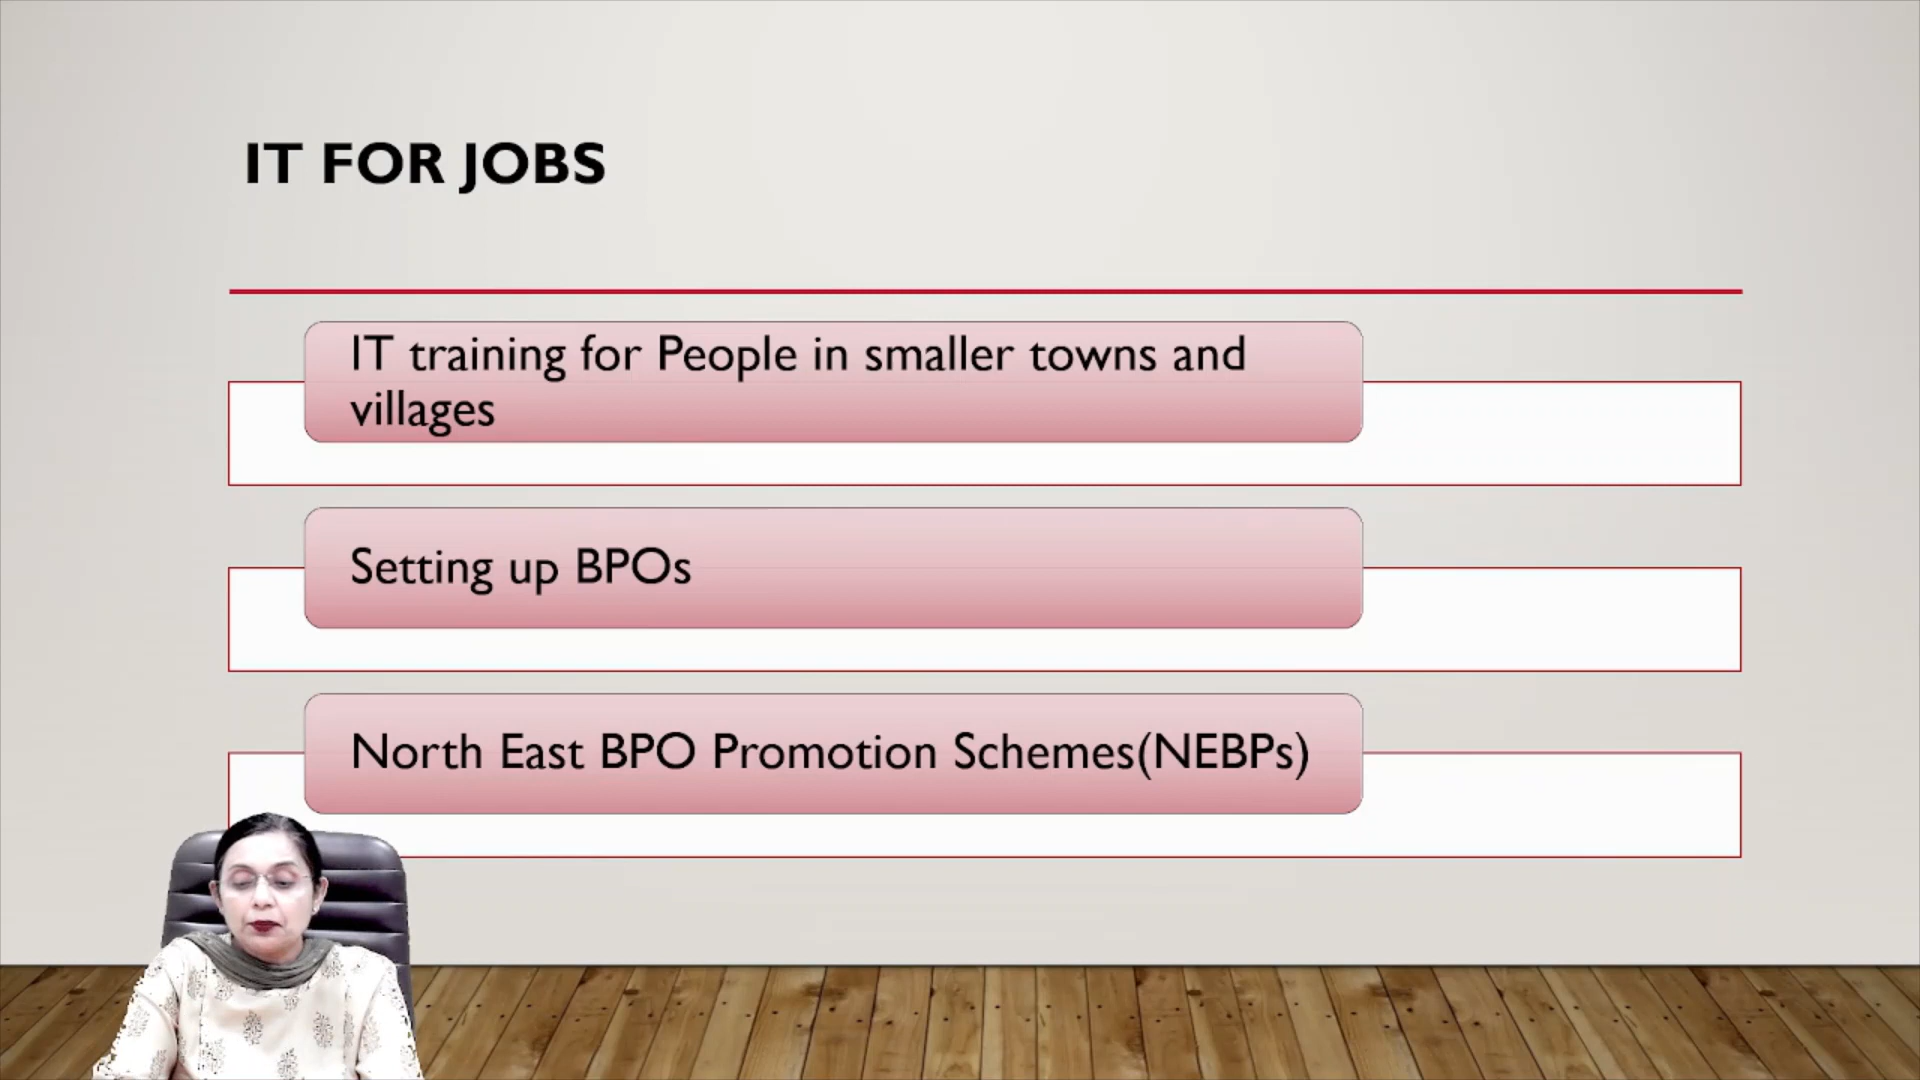 IT FOR JOBS
IT training for People in smaller towns and
villages
Setting up BPOs
North East BPO Promotion Schemes(NEBPs)